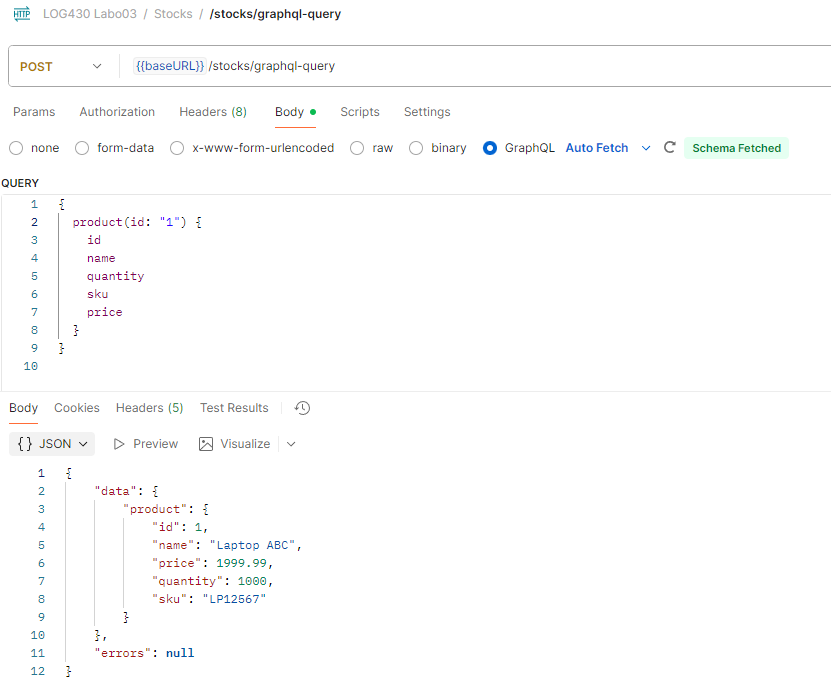 HTTP LOG430 Labo03 / Stocks / /stocks/graphql-query
POST {{baseURL}} /stocks/graphql-query
Params Authorization Headers (8) Body Scripts Settings
none form-data x-www-form-urlencoded raw binary GraphQL Auto Fetch Schema Fetched
QUERY
1 {
2 product(id: "1") {
3 id
4 name
5 quantity
6 sku
7 price
8 }
9 }
10
Body Cookies Headers (5) Test Results
{} JSON Preview Visualize
1 {
2 "data": {
3 "product": {
4 "id": 1,
5 "name": "Laptop ABC",
6 "price": 1999.99,
7 "quantity": 1000,
8 "sku": "LP12567"
9 }
10 },
11 "errors": null
12 }